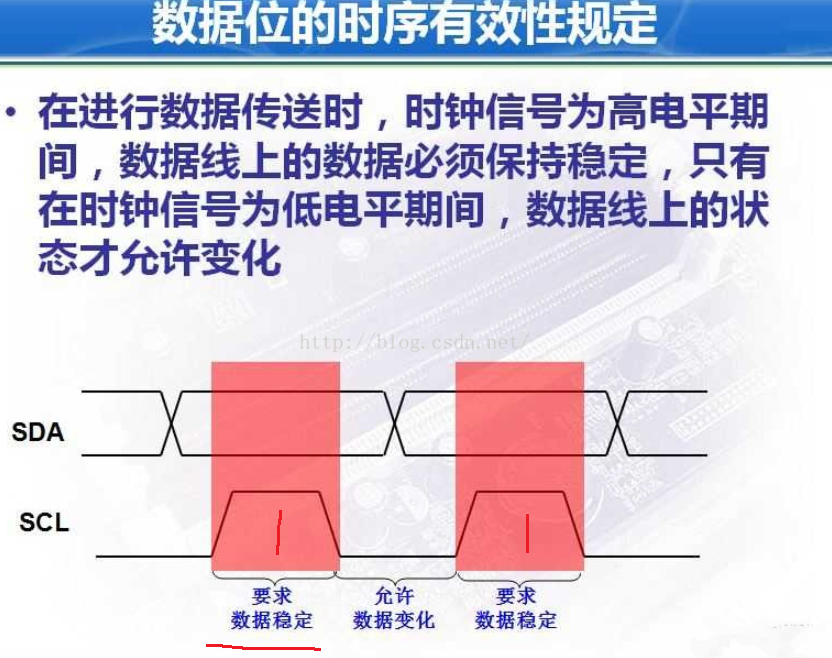 数据位的时序有效性规定
• 在进行数据传送时，时钟信号为高电平期
间，数据线上的数据必须保持稳定，只有
在时钟信号为低电平期间，数据线上的状
态才允许变化
http://blog.csdn.net/
SDA
SCL
要求 允许 要求
数据稳定 数据变化 数据稳定